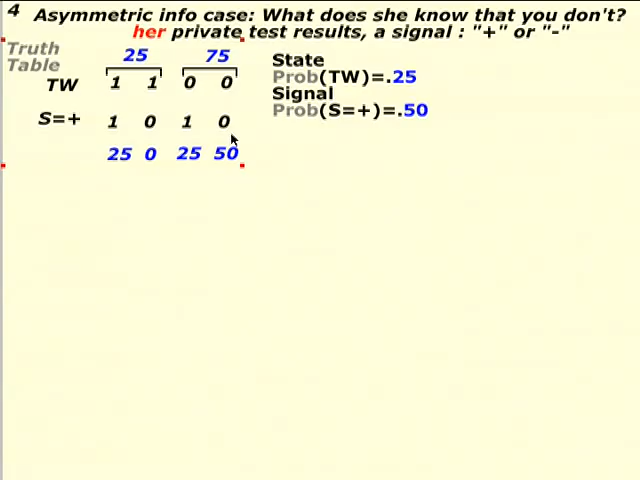 4 Asymmetric info case: What does she know that you don't?
her private test results, a signal : "+" or "-"
Truth Table
25 75
TW 1 1 0 0
S=+ 1 0 1 0
25 0 25 50
State
Prob(TW)=.25
Signal
Prob(S=+)=.50